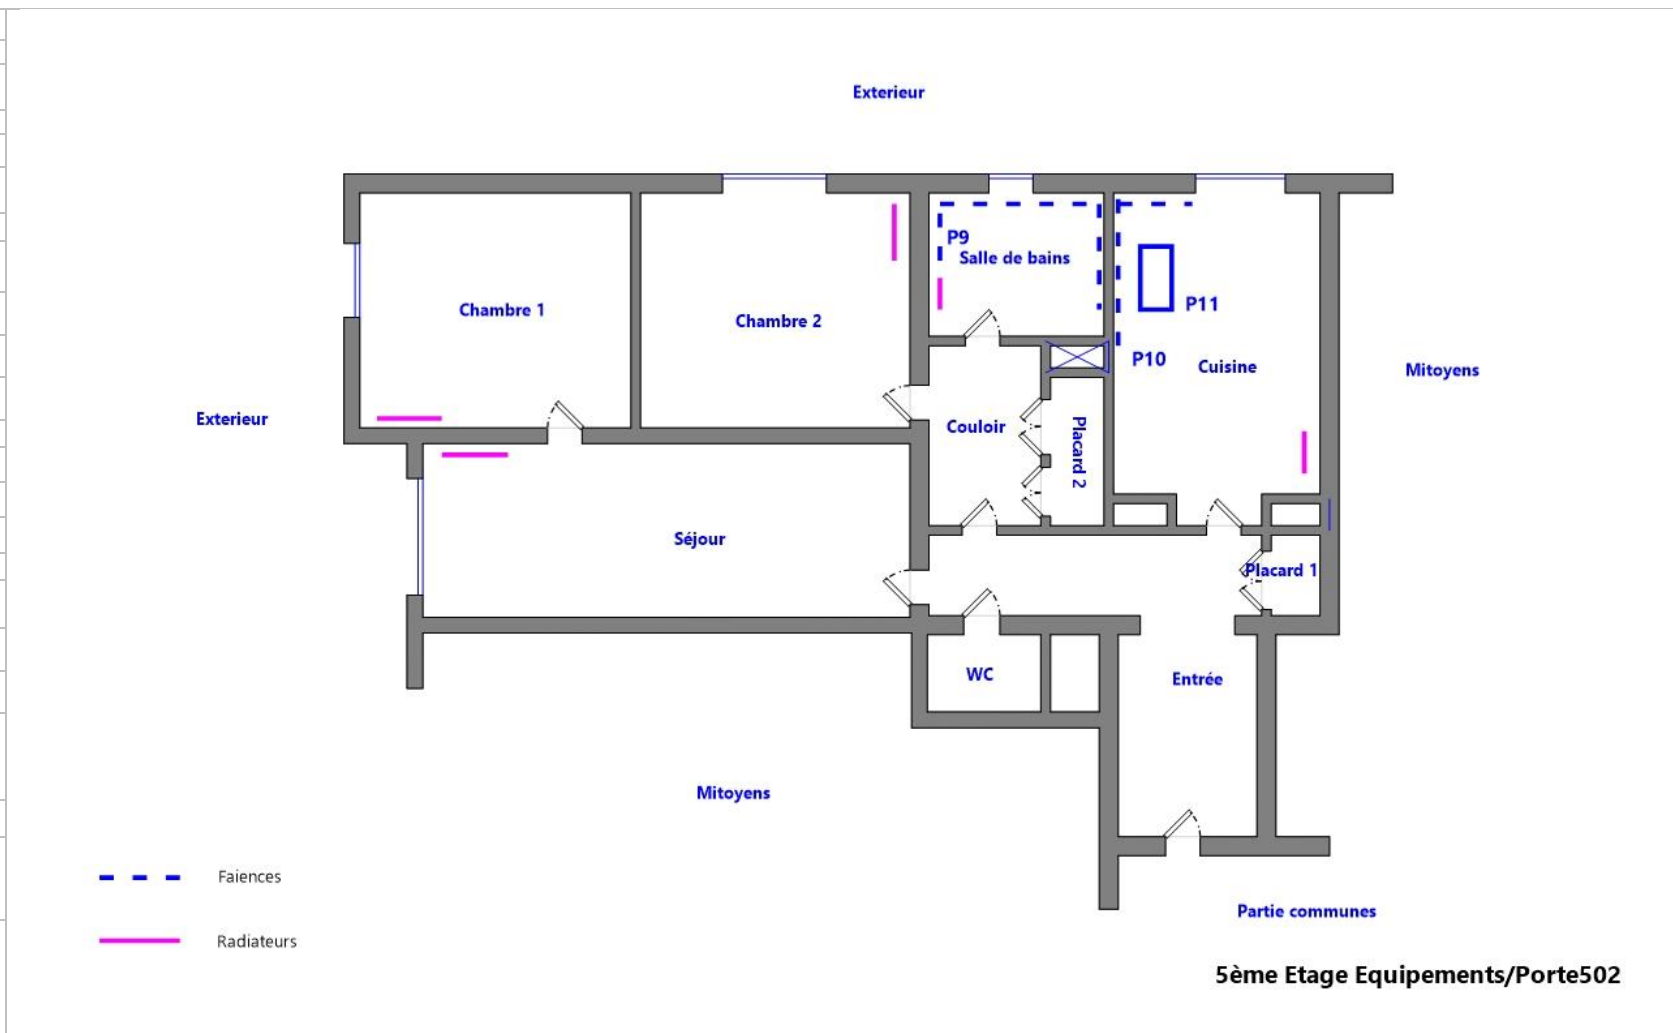 Exterieur
P9
Salle de bains
Chambre 1
Chambre 2
P11
P10
Cuisine
Mitoyens
Exterieur
Couloir
Placard 2
Séjour
Placard 1
WC
Entrée
Mitoyens
Faiences
Partie communes
Radiateurs
5ème Etage Equipements/Porte502